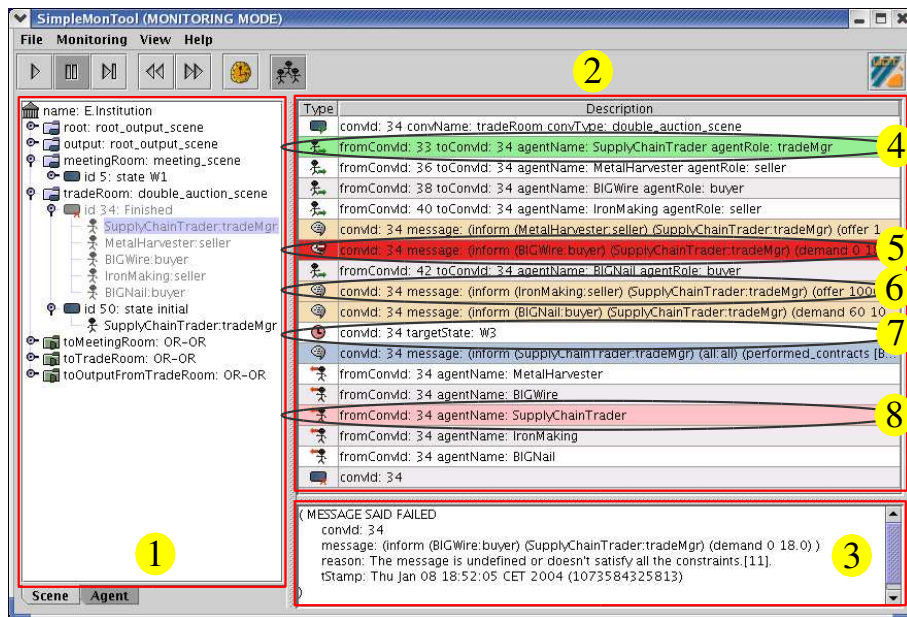 SimpleMonTool (MONITORING MODE)
File Monitoring View Help
2
name: E.Institution
root: root_output_scene
output: root_output_scene
meetingRoom: meeting_scene
id 5: state W1
tradeRoom: double_auction_scene
id 34: Finished
SupplyChainTrader:tradeMgr
MetalHarvester:seller
BIGWire:buyer
IronMaking:seller
BIGNail:buyer
id 50: state initial
SupplyChainTrader:tradeMgr
toMeetingRoom: OR-OR
toTradeRoom: OR-OR
toOutputFromTradeRoom: OR-OR
1
Scene Agent
Type Description
convId: 34 convName: tradeRoom convType: double_auction_scene
fromConvId: 33 toConvId: 34 agentName: SupplyChainTrader agentRole: tradeMgr
4
fromConvId: 36 toConvId: 34 agentName: MetalHarvester agentRole: seller
fromConvId: 38 toConvId: 34 agentName: BIGWire agentRole: buyer
fromConvId: 40 toConvId: 34 agentName: IronMaking agentRole: seller
convId: 34 message: (inform (MetalHarvester:seller) (SupplyChainTrader:tradeMgr) (offer 1
convId: 34 message: (inform (BIGWire:buyer) (SupplyChainTrader:tradeMgr) (demand 0 18
5
fromConvId: 42 toConvId: 34 agentName: BIGNail agentRole: buyer
convId: 34 message: (inform (IronMaking:seller) (SupplyChainTrader:tradeMgr) (offer 100
6
convId: 34 message: (inform (BIGNail:buyer) (SupplyChainTrader:tradeMgr) (demand 60 10
convId: 34 targetState: W3
7
convId: 34 message: (inform (SupplyChainTrader:tradeMgr) (all:all) (performed_contracts [B...
fromConvId: 34 agentName: MetalHarvester
fromConvId: 34 agentName: BIGWire
fromConvId: 34 agentName: SupplyChainTrader
8
fromConvId: 34 agentName: IronMaking
fromConvId: 34 agentName: BIGNail
convId: 34
( MESSAGE SAID FAILED
convId: 34
message: (inform (BIGWire:buyer) (SupplyChainTrader:tradeMgr) (demand 0 18.0) )
reason: The message is undefined or doesn't satisfy all the constraints.[11].
tStamp: Thu Jan 08 18:52:05 CET 2004 (1073584325813)
)
3